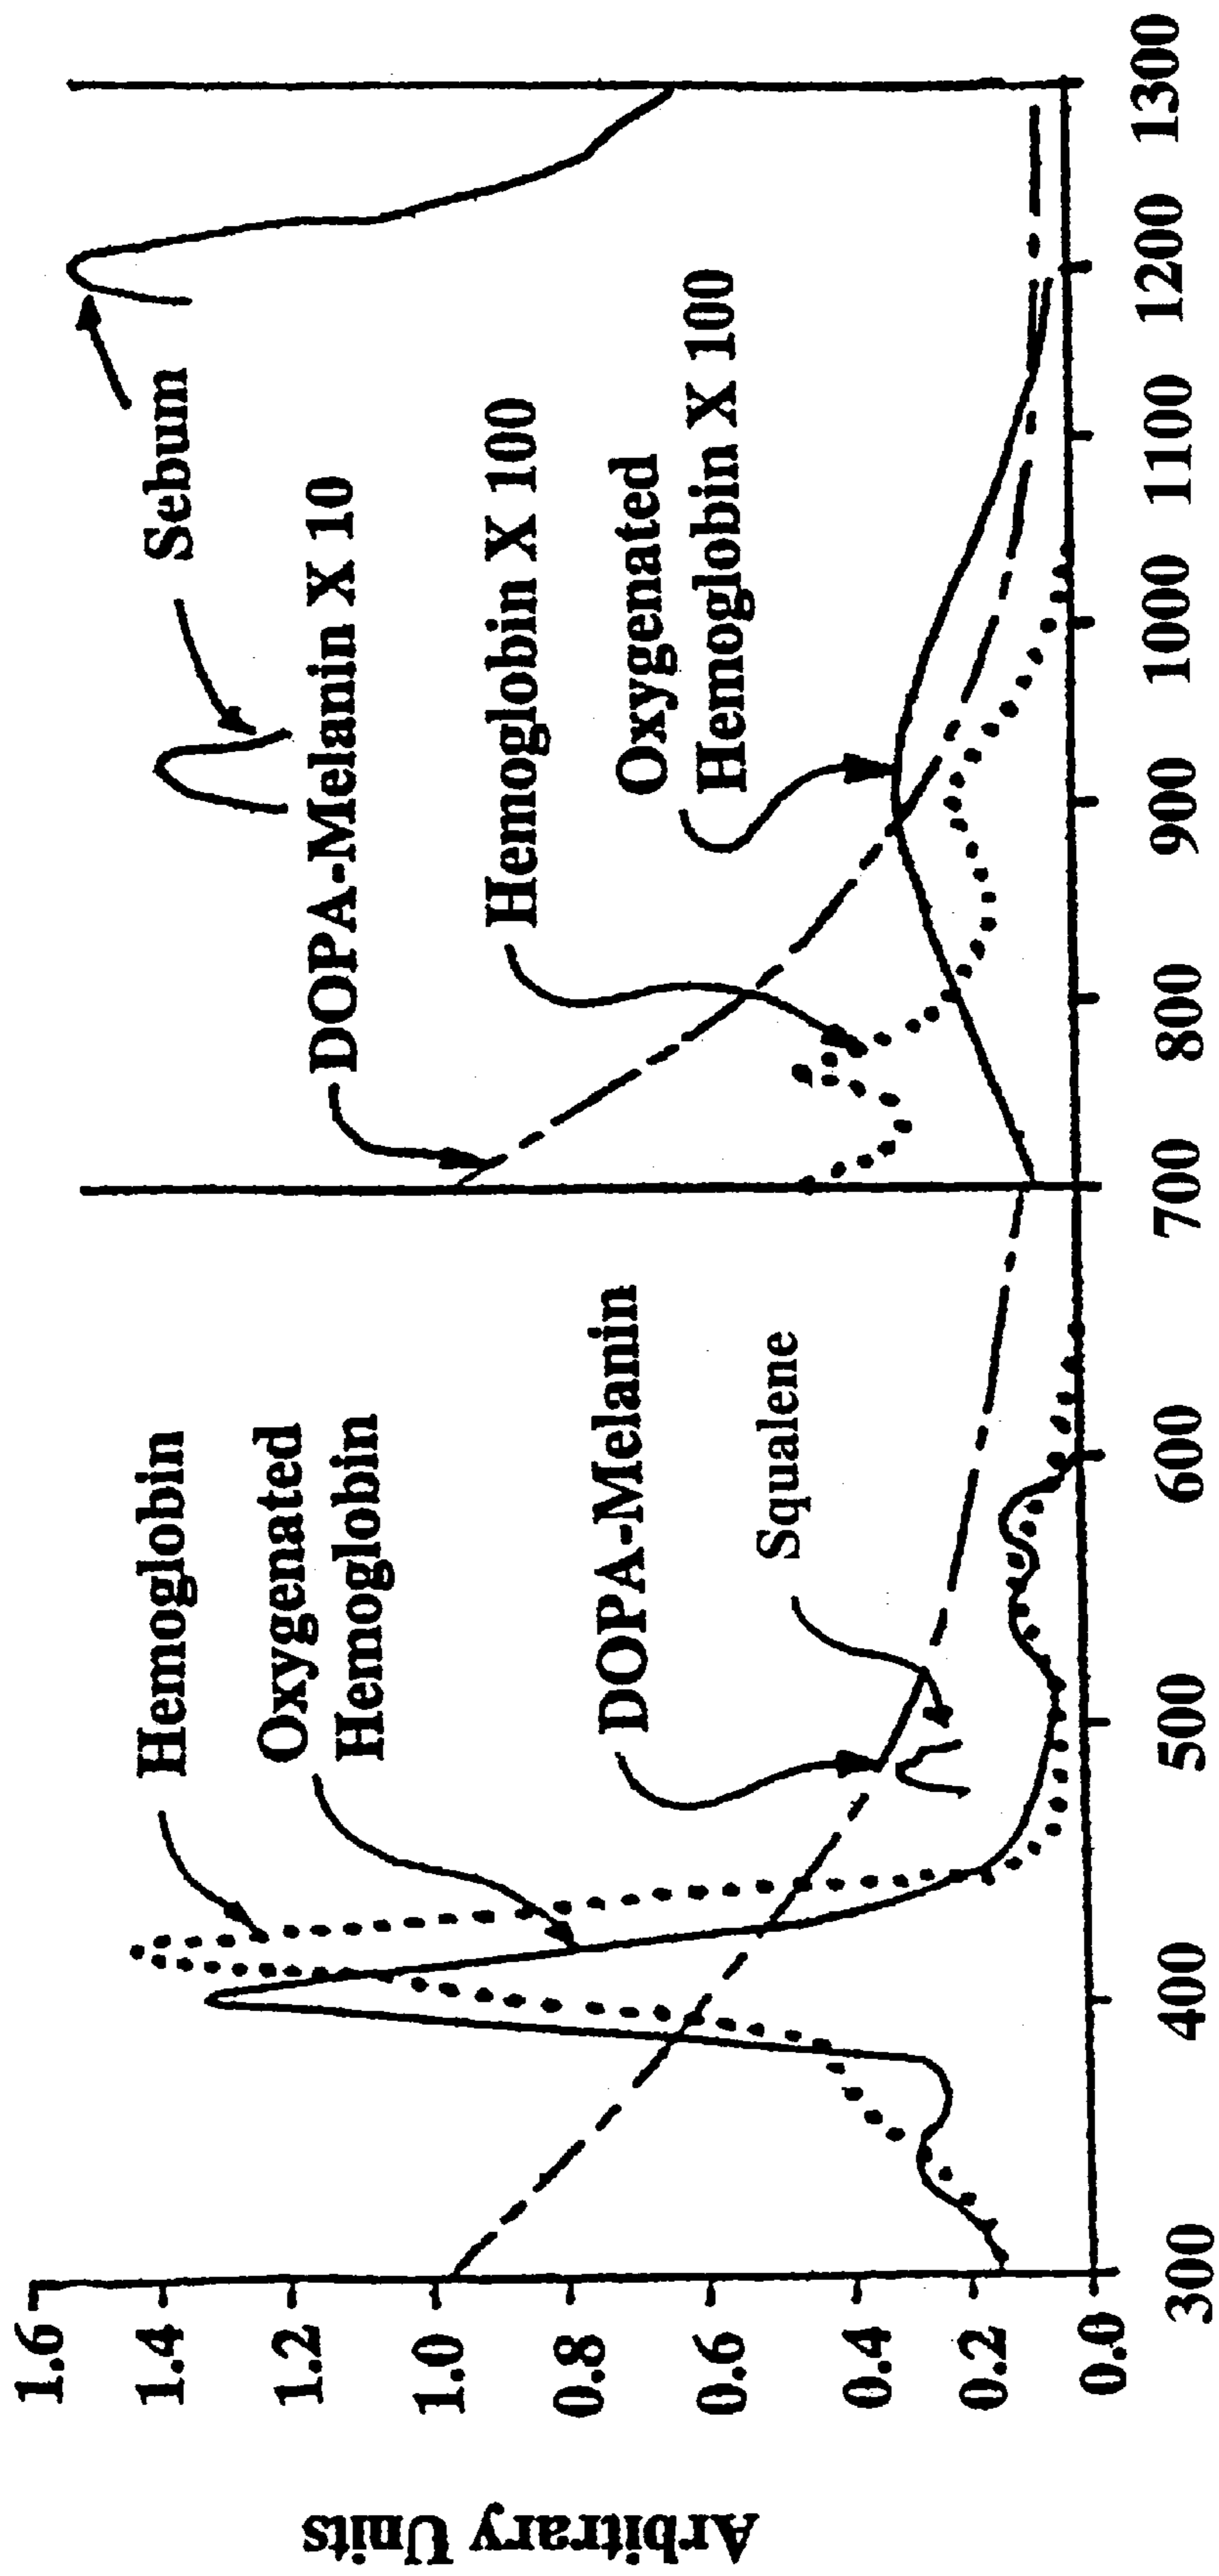 Arbitrary Units
1.6
1.4
1.2
1.0
0.8
0.6
0.4
0.2
0.0
Hemoglobin
Oxygenated
Hemoglobin
DOPA-Melanin
Squalene
Sebum
DOPA-Melanin X 10
Hemoglobin X 100
Oxygenated
Hemoglobin X 100
300 400 500 600 700 800 900 1000 1100 1200 1300